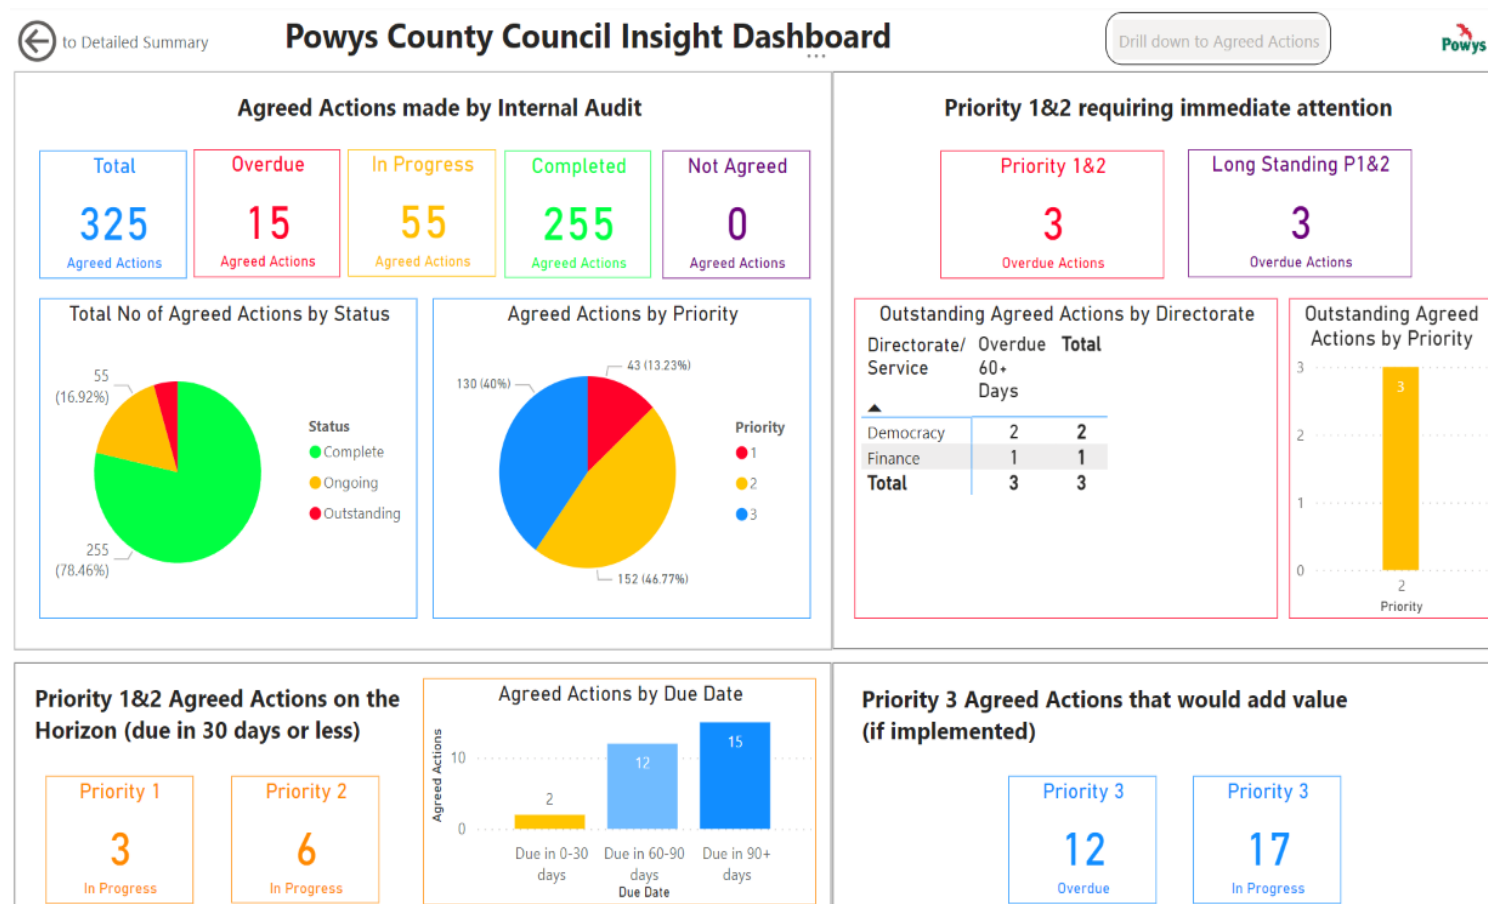 to Detailed Summary
Powys County Council Insight Dashboard
...
Drill down to Agreed Actions
Powys
Agreed Actions made by Internal Audit
Total
325
Agreed Actions
Overdue
15
Agreed Actions
In Progress
55
Agreed Actions
Completed
255
Agreed Actions
Not Agreed
0
Agreed Actions
Total No of Agreed Actions by Status
55
(16.92%)
255
(78.46%)
Status
Complete
Ongoing
Outstanding
Agreed Actions by Priority
43 (13.23%)
130 (40%)
152 (46.77%)
Priority
1
2
3
Priority 1&2 requiring immediate attention
Priority 1&2
3
Overdue Actions
Long Standing P1&2
3
Overdue Actions
Outstanding Agreed Actions by Directorate
Directorate/ Overdue Total
Service 60+
Days
Democracy 2 2
Finance 1 1
Total 3 3
Outstanding Agreed
Actions by Priority
3
3
2
1
0
2
Priority
Priority 1&2 Agreed Actions on the
Horizon (due in 30 days or less)
Priority 1
3
In Progress
Priority 2
6
In Progress
Agreed Actions by Due Date
Agreed Actions
10
0
2
12
15
Due in 0-30 Due in 60-90 Due in 90+
days days days
Due Date
Priority 3 Agreed Actions that would add value
(if implemented)
Priority 3
12
Overdue
Priority 3
17
In Progress